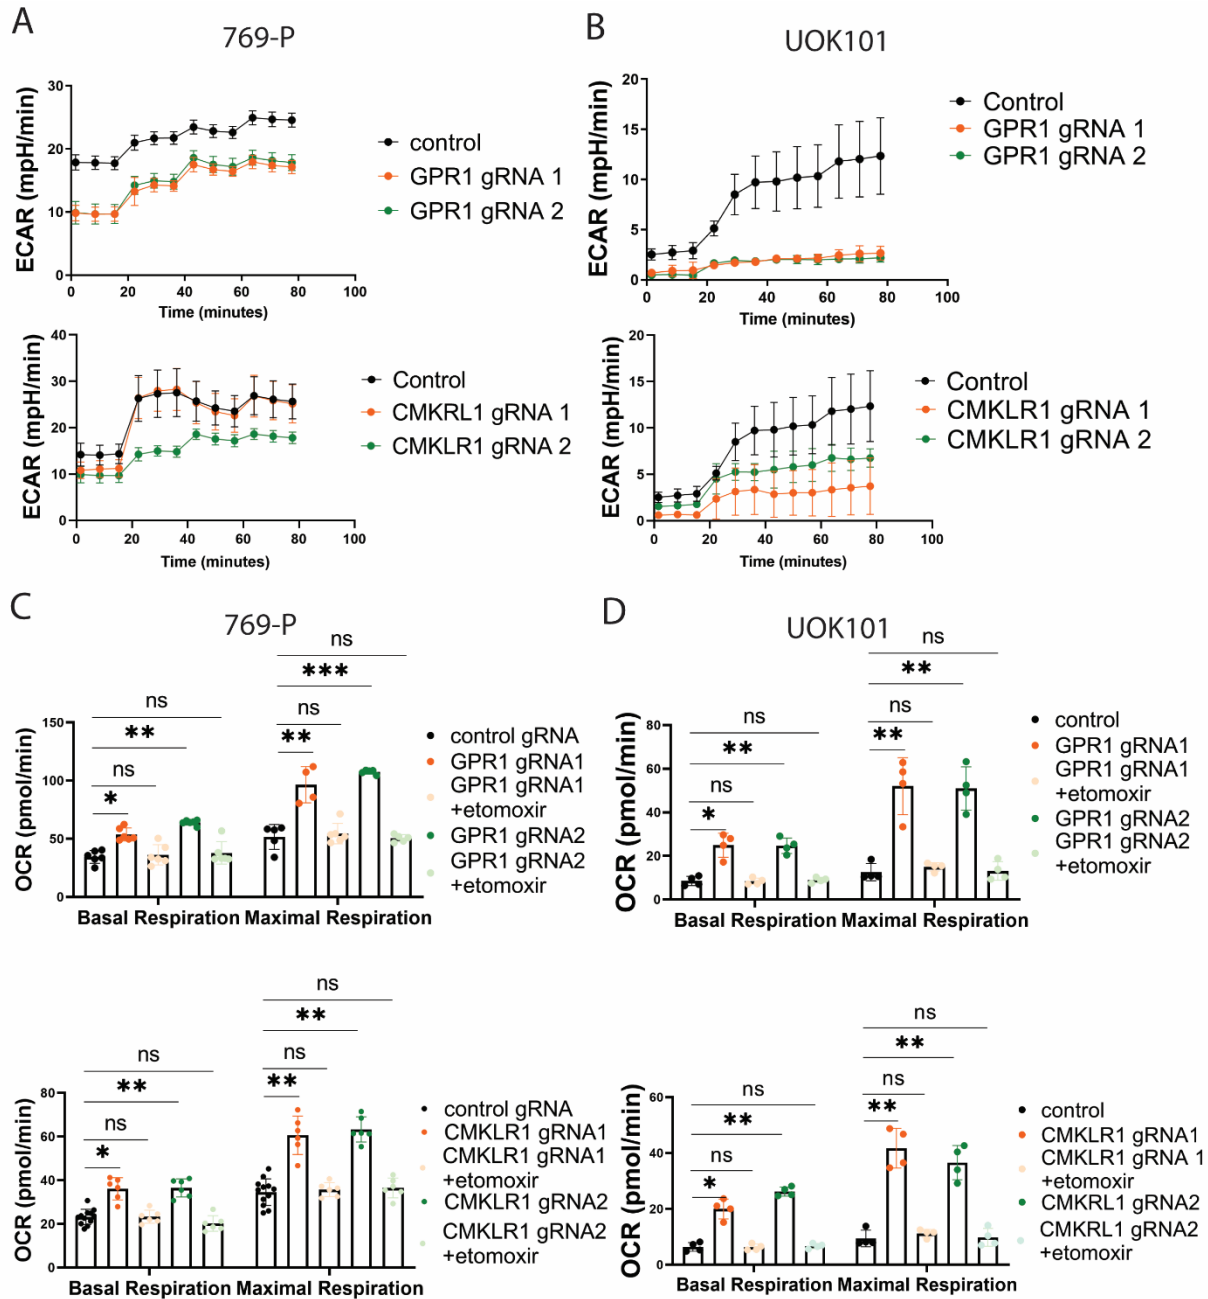 A
769-P
30
20
10
0
ECAR (mpH/min)
0 20 40 60 80 100
Time (minutes)
control
GPR1 gRNA 1
GPR1 gRNA 2
40
30
20
10
0
ECAR (mpH/min)
0 20 40 60 80 100
Time (minutes)
Control
CMKRL1 gRNA 1
CMKLR1 gRNA 2
B
UOK101
20
15
10
5
0
ECAR (mpH/min)
0 20 40 60 80 100
Time (minutes)
Control
GPR1 gRNA 1
GPR1 gRNA 2
20
15
10
5
0
ECAR (mpH/min)
0 20 40 60 80 100
Time (minutes)
Control
CMKLR1 gRNA 1
CMKLR1 gRNA 2
C
769-P
ns
***
ns
**
ns
**
ns
*
150
100
50
0
OCR (pmol/min)
Basal Respiration Maximal Respiration
control gRNA
GPR1 gRNA1
GPR1 gRNA1
+etomoxir
GPR1 gRNA2
GPR1 gRNA2
+etomoxir
ns
**
ns
**
ns
**
ns
*
80
60
40
20
0
OCR (pmol/min)
Basal Respiration Maximal Respiration
control gRNA
CMKLR1 gRNA1
CMKLR1 gRNA1
+etomoxir
CMKLR1 gRNA2
CMKLR1 gRNA2
+etomoxir
D
UOK101
ns
**
ns
**
ns
**
ns
*
80
60
40
20
0
OCR (pmol/min)
Basal Respiration Maximal Respiration
control
GPR1 gRNA1
GPR1 gRNA1
+etomoxir
GPR1 gRNA2
GPR1 gRNA2
+etomoxir
ns
**
ns
**
ns
**
ns
*
60
40
20
0
OCR (pmol/min)
Basal Respiration Maximal Respiration
control
CMKLR1 gRNA1
CMKLR1 gRNA 1
+etomoxir
CMKRL1 gRNA2
CMKRL1 gRNA2
+etomoxir